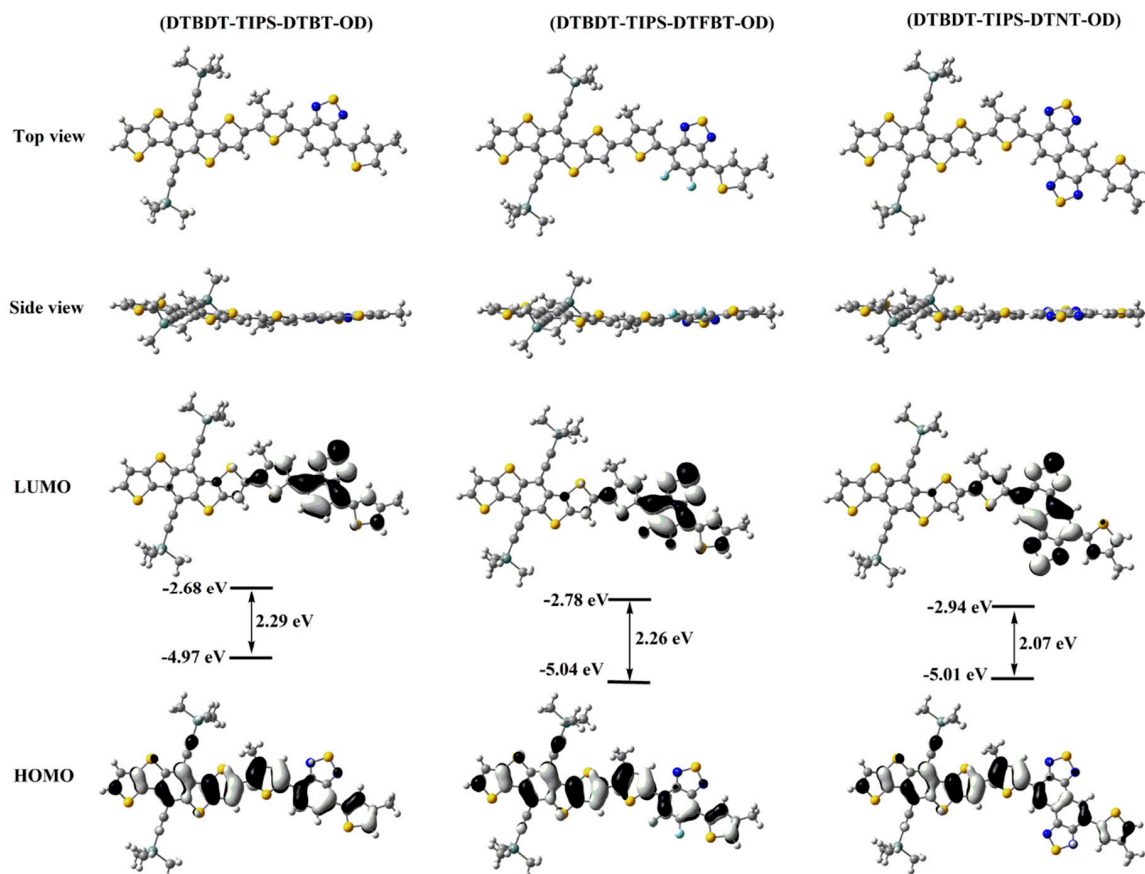 (DTBDT-TIPS-DTBT-OD) (DTBDT-TIPS-DTFBT-OD) (DTBDT-TIPS-DTNT-OD)
Top view
Side view
LUMO
-2.68 eV -2.78 eV -2.94 eV
2.29 eV 2.26 eV 2.07 eV
-4.97 eV -5.04 eV -5.01 eV
HOMO